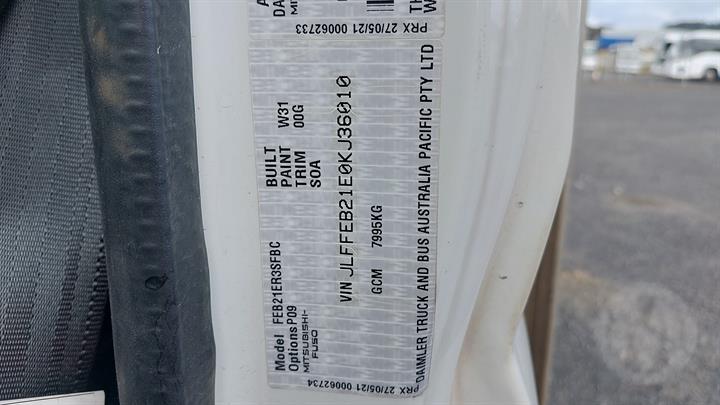 PRX 27/05/21 00062733
Model FEB21ER3SFBC
Options P09
MITSUBISHI-
FUSO
BUILT
PAINT W31
TRIM 00G
SOA
VIN JLFFEB21E0KJ36010
GCM 7995KG
DAIMLER TRUCK AND BUS AUSTRALIA PACIFIC PTY LTD
PRX 27/05/21 00062734